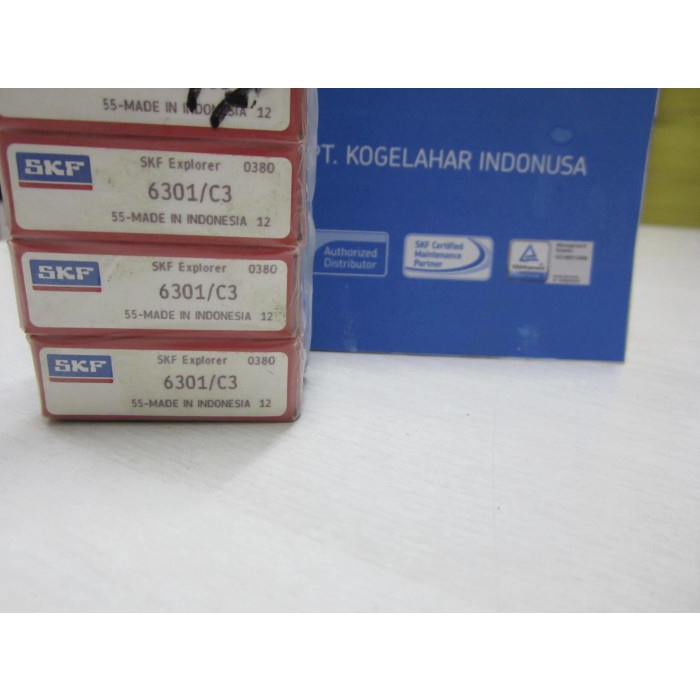 55-MADE IN INDONESIA 12
SKF
SKF Explorer 0380
6301/C3
55-MADE IN INDONESIA 12
SKF
SKF Explorer 0380
6301/C3
55-MADE IN INDONESIA 12
SKF
SKF Explorer 0380
6301/C3
55-MADE IN INDONESIA 12
PT. KOGELAHAR INDONUSA
Authorized
Distributor
SKF Certified
Maintenance
Partner
Management
System